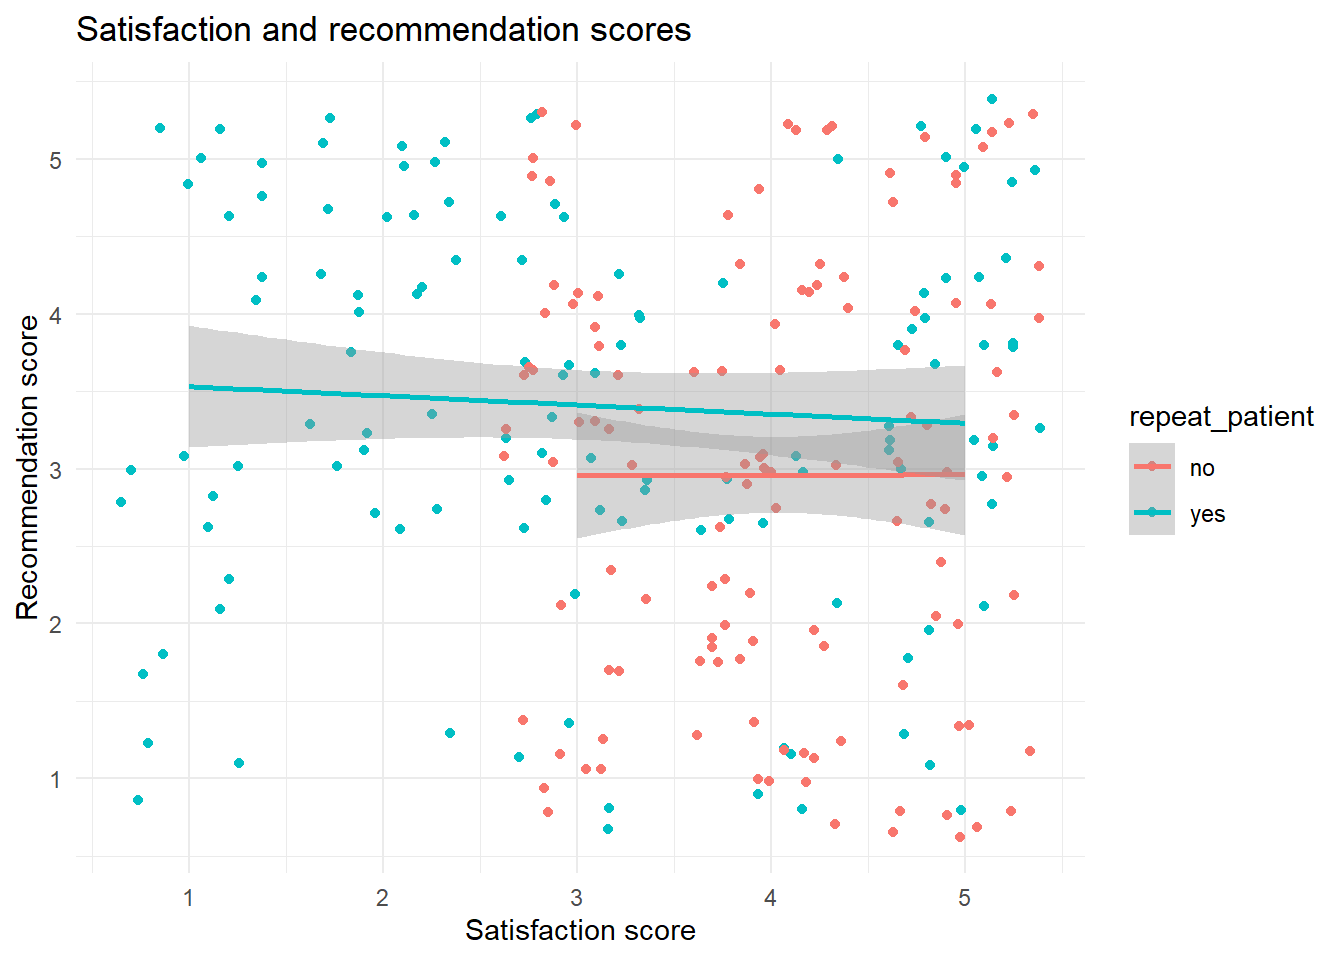 Satisfaction and recommendation scores
Recommendation score
5
4
3
2
1
1 2 3 4 5
Satisfaction score
repeat_patient
no
yes